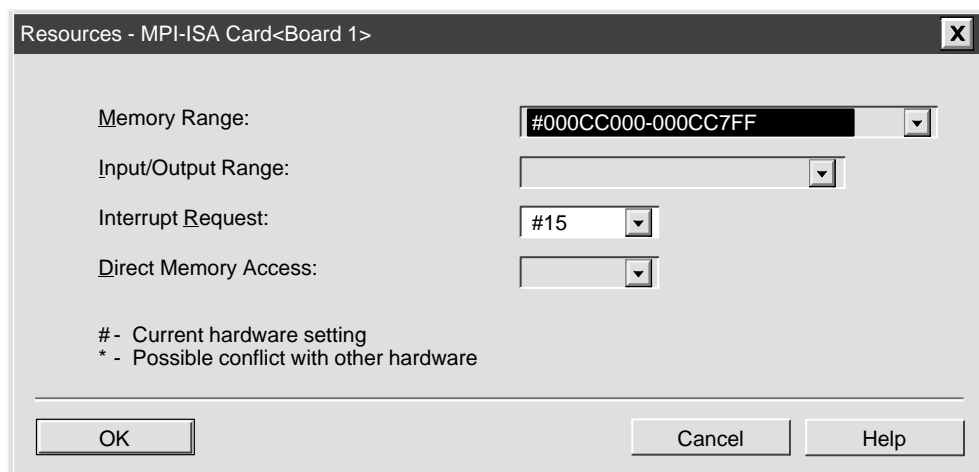 Resources - MPI-ISA Card<Board 1>
X
Memory Range: #000CC000-000CC7FF
Input/Output Range:
Interrupt Request: #15
Direct Memory Access:
# - Current hardware setting
* - Possible conflict with other hardware
OK Cancel Help